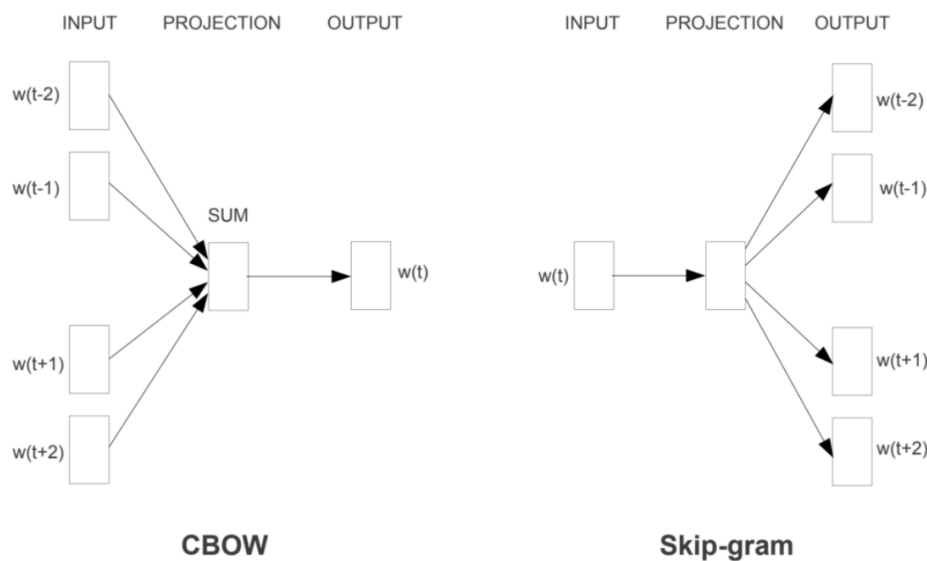 INPUT PROJECTION OUTPUT
w(t-2)
w(t-1)
SUM
w(t)
w(t+1)
w(t+2)
CBOW
INPUT PROJECTION OUTPUT
w(t-2)
w(t-1)
w(t)
w(t+1)
w(t+2)
Skip-gram